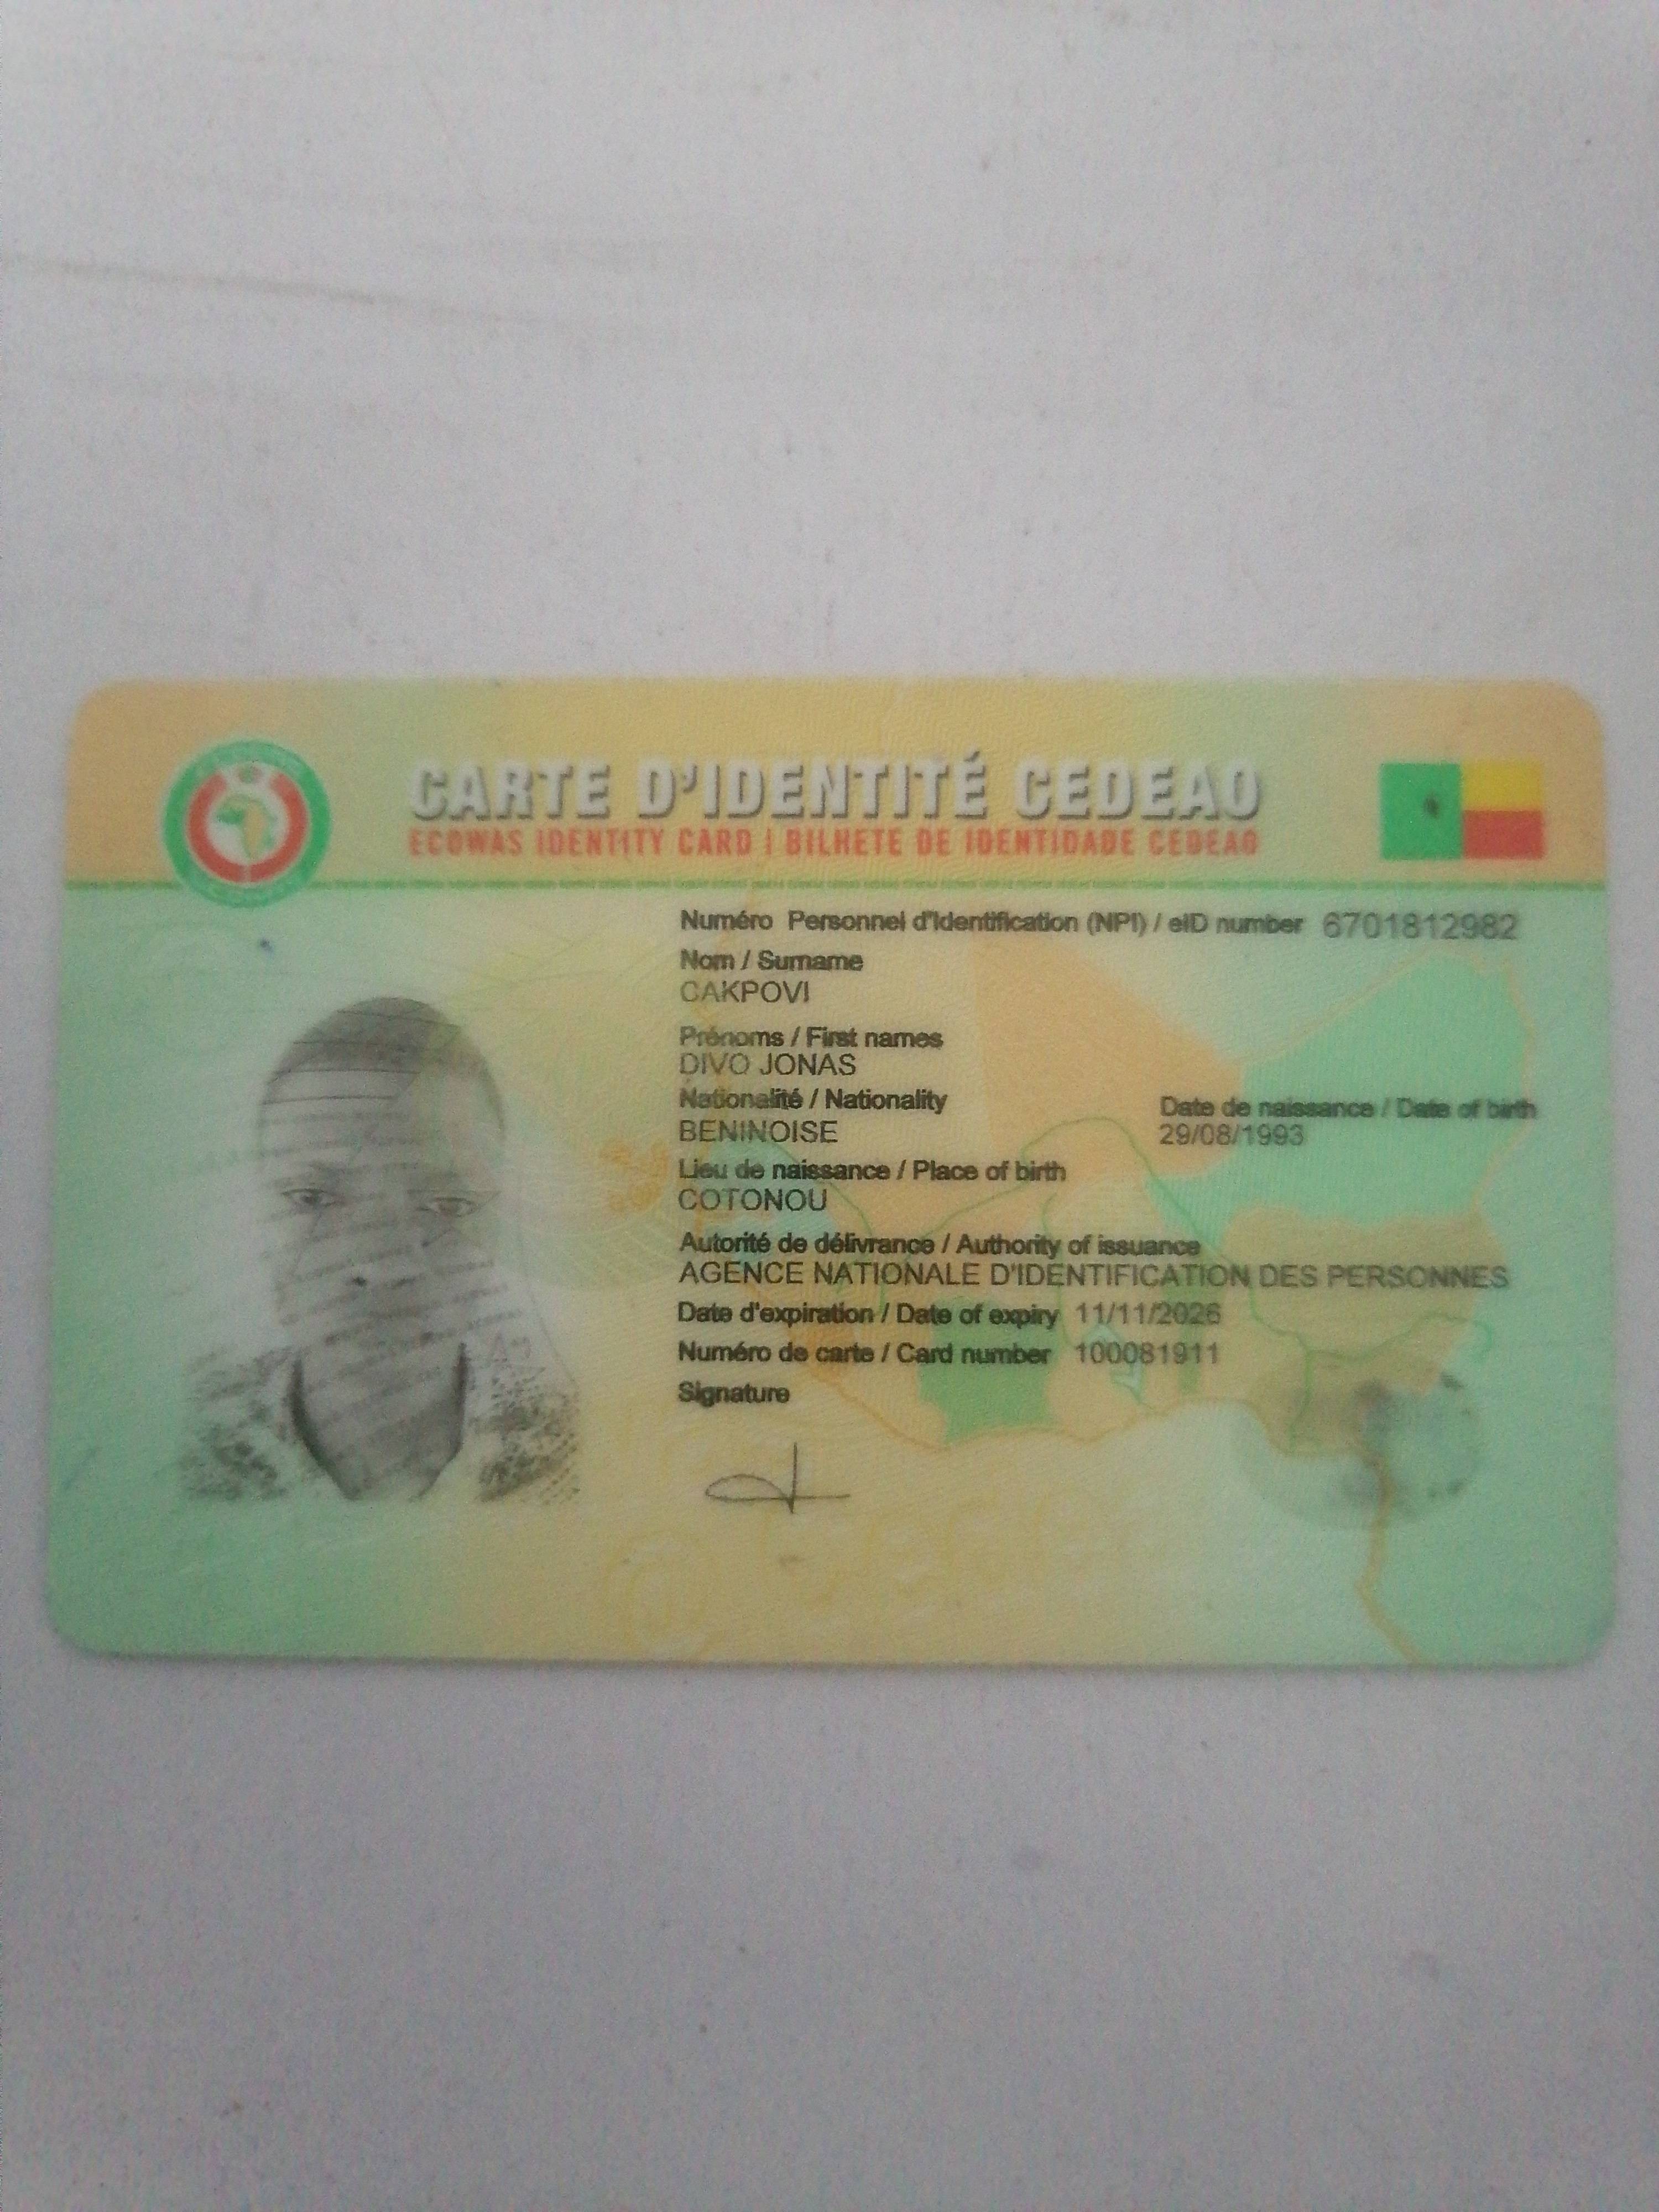 CARTE D'IDENTITÉ CEDEAO
ECOWAS IDENTITY CARD | BILHETE DE IDENTIDADE CEDEAO
Numéro Personnel d'Identification (NPI) / eID number 6701812982
Nom / Surname
CAKPOVI
Prénoms / First names
DIVO JONAS
Nationalité / Nationality
BENINOISE
Date de naissance / Date of birth
29/08/1993
Lieu de naissance / Place of birth
COTONOU
Autorité de délivrance / Authority of issuance
AGENCE NATIONALE D'IDENTIFICATION DES PERSONNES
Date d'expiration / Date of expiry 11/11/2026
Numéro de carte / Card number 100081911
Signature